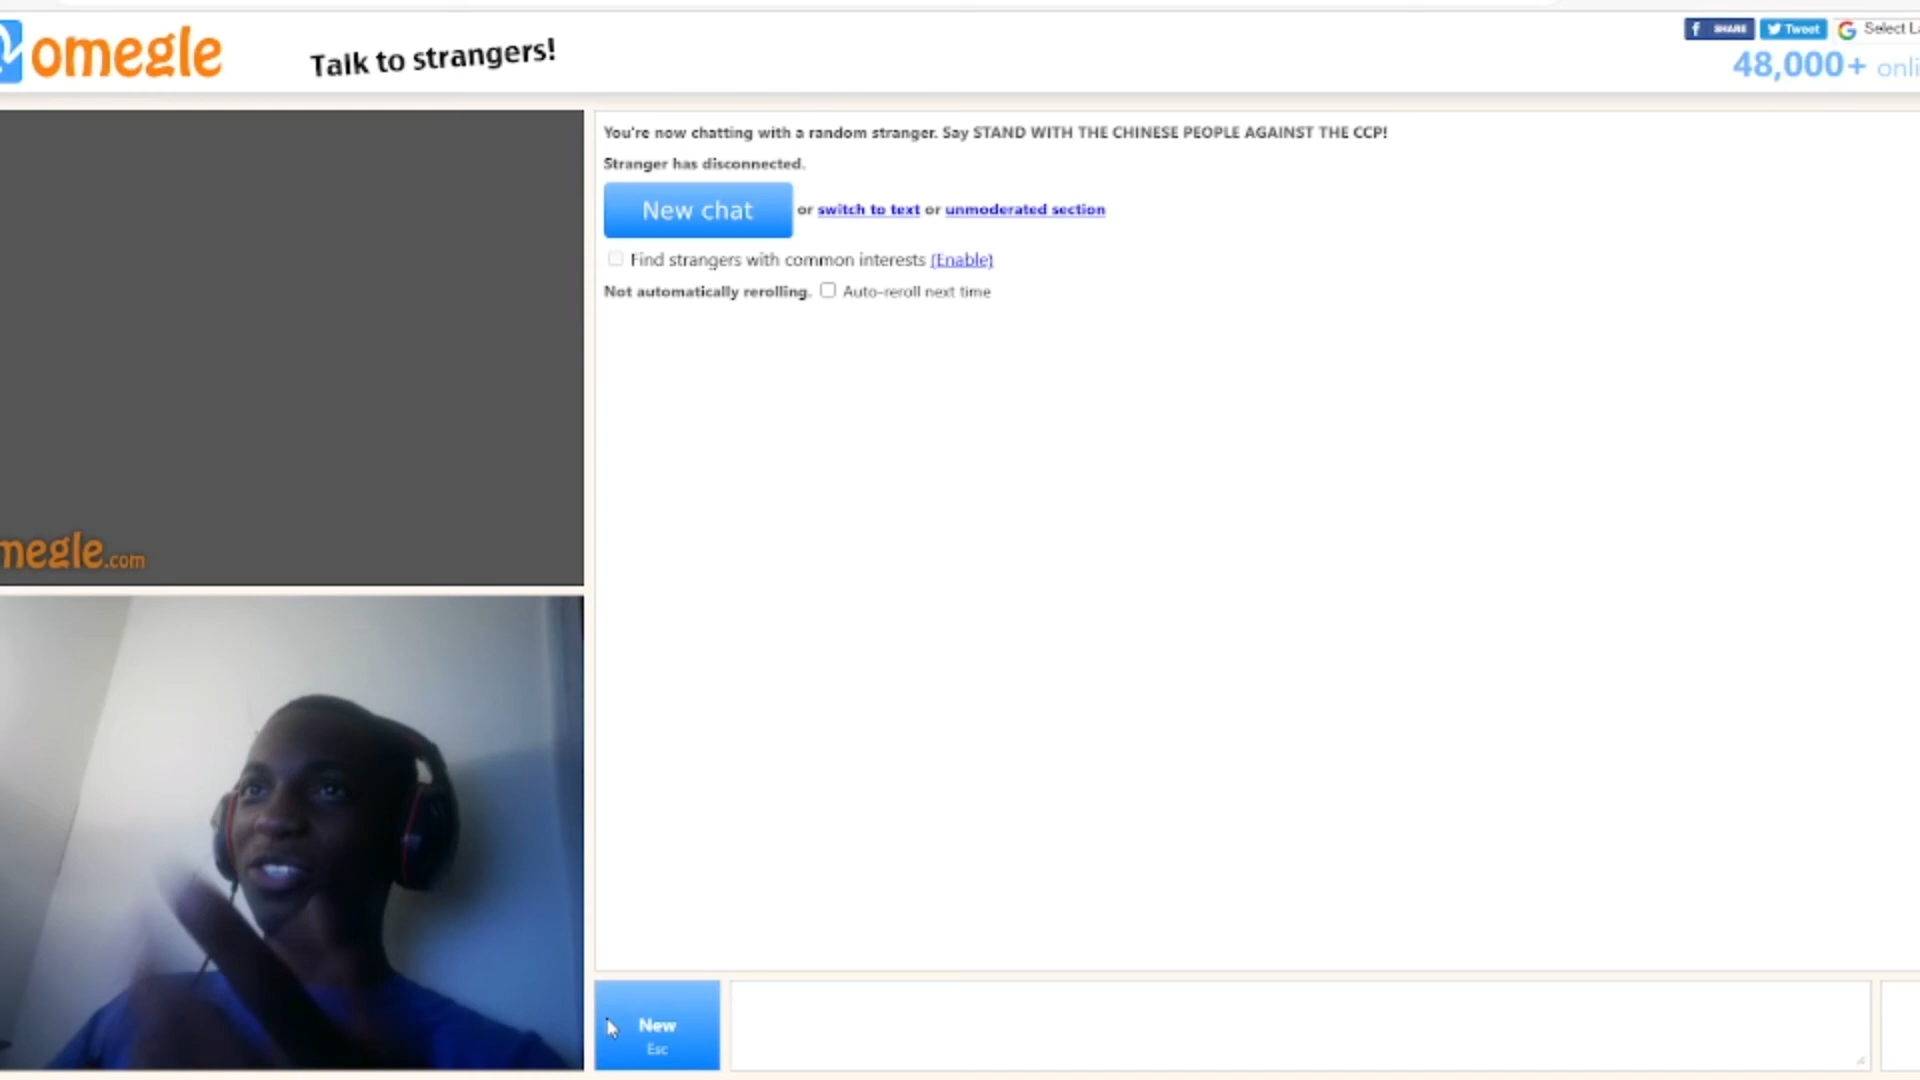 omegle
Talk to strangers!
SHARE
Tweet
Select La
48,000+ onli
You're now chatting with a random stranger. Say STAND WITH THE CHINESE PEOPLE AGAINST THE CCP!
Stranger has disconnected.
New chat or switch to text or unmoderated section
Find strangers with common interests (Enable)
Not automatically rerolling. Auto-reroll next time
megle.com
New
Esc